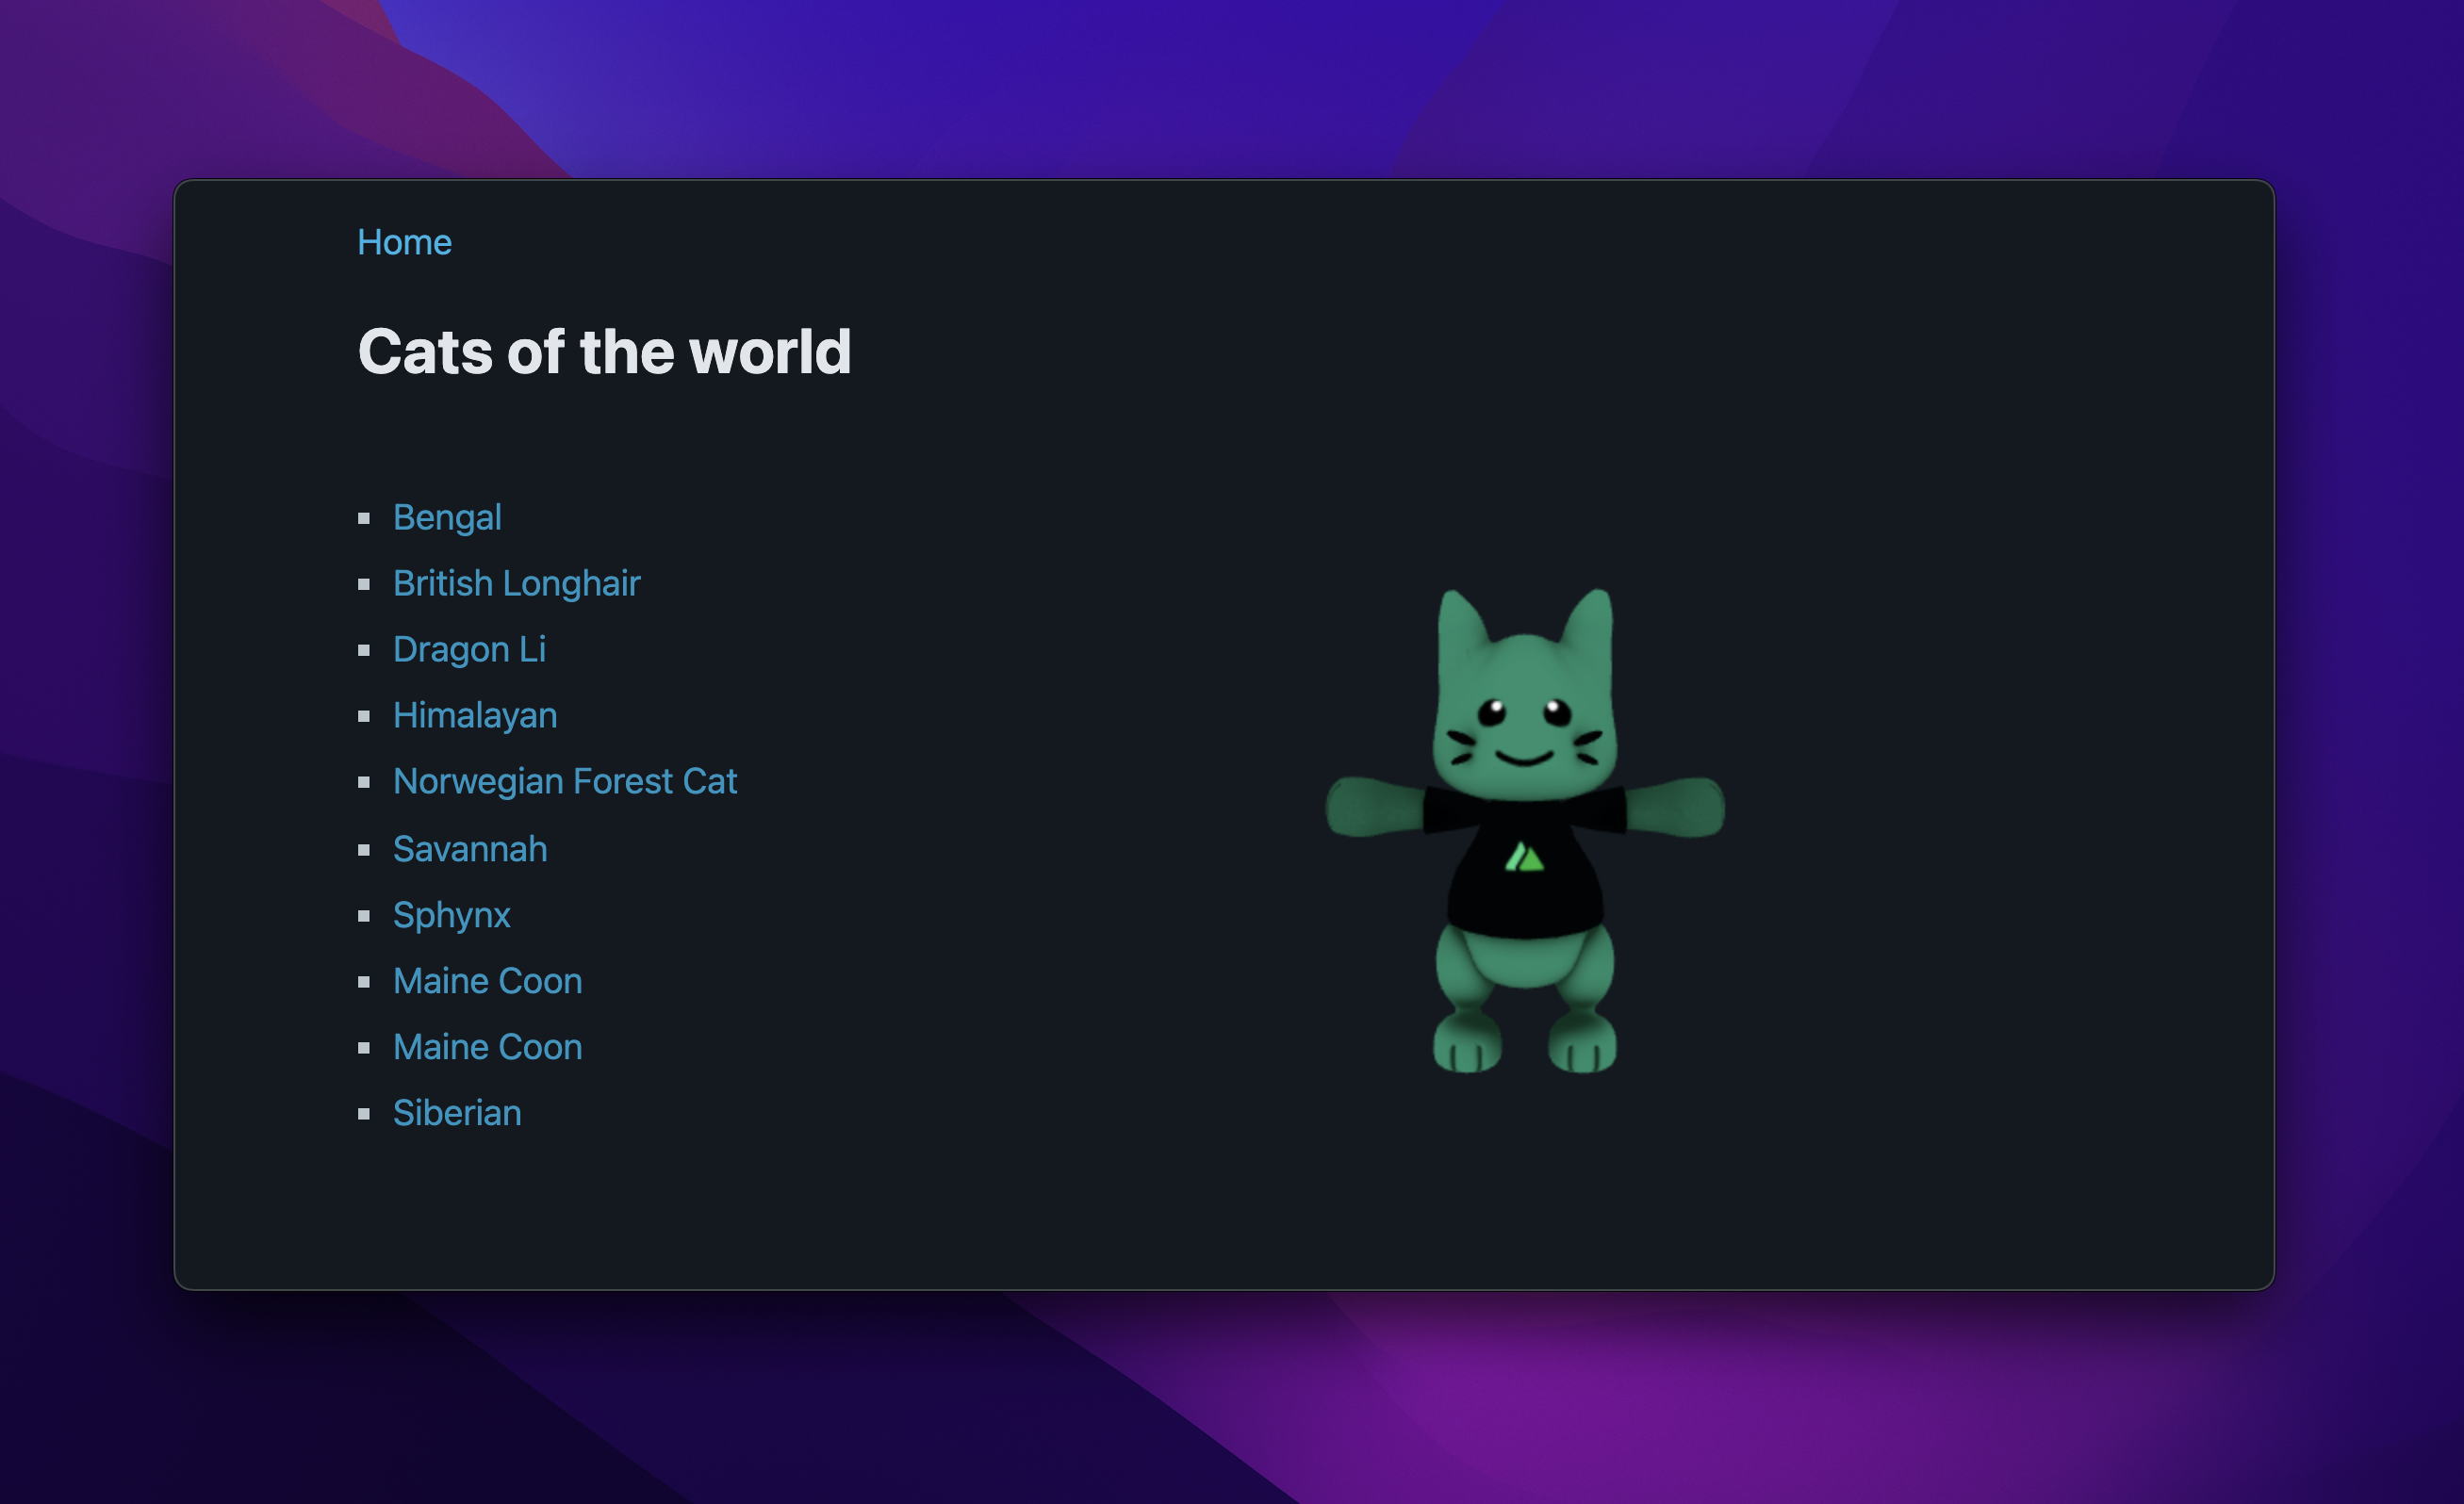 Home
Cats of the world
Bengal
British Longhair
Dragon Li
Himalayan
Norwegian Forest Cat
Savannah
Sphynx
Maine Coon
Maine Coon
Siberian